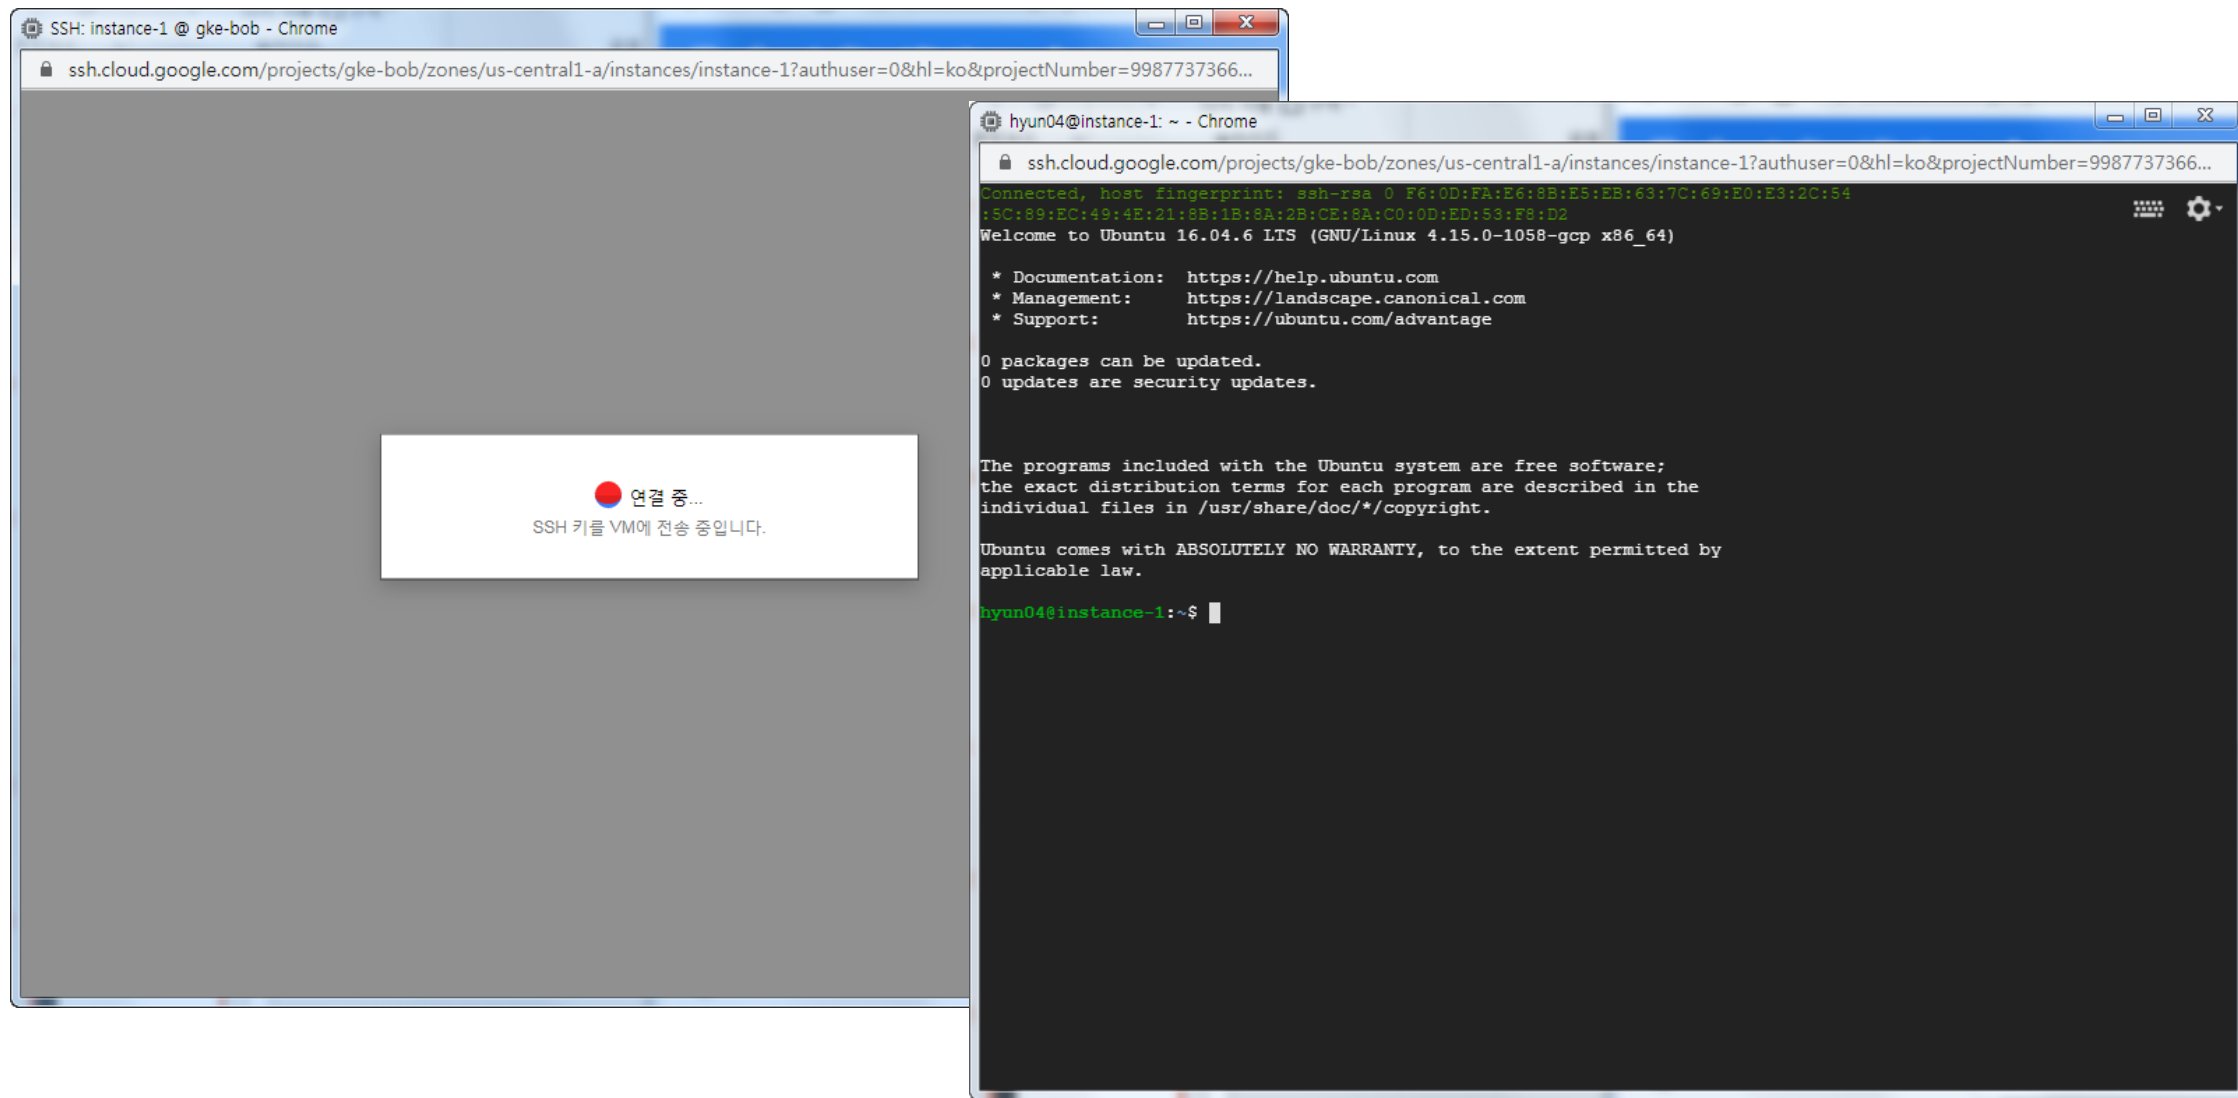 SSH: instance-1 @ gke-bob - Chrome
ssh.cloud.google.com/projects/gke-bob/zones/us-central1-a/instances/instance-1?authuser=0&hl=ko&projectNumber=9987737366...
연결 중...
SSH 키를 VM에 전송 중입니다.
hyun04@instance-1: ~ - Chrome
ssh.cloud.google.com/projects/gke-bob/zones/us-central1-a/instances/instance-1?authuser=0&hl=ko&projectNumber=9987737366...
Connected, host fingerprint: ssh-rsa 0 F6:0D:FA:E6:8B:E5:EB:63:7C:69:E0:E3:2C:54
:5C:89:EC:49:4E:21:8B:1B:8A:2B:CE:8A:C0:0D:ED:53:F8:D2
Welcome to Ubuntu 16.04.6 LTS (GNU/Linux 4.15.0-1058-gcp x86_64)
* Documentation:  https://help.ubuntu.com
* Management:     https://landscape.canonical.com
* Support:        https://ubuntu.com/advantage
0 packages can be updated.
0 updates are security updates.
The programs included with the Ubuntu system are free software;
the exact distribution terms for each program are described in the
individual files in /usr/share/doc/*/copyright.
Ubuntu comes with ABSOLUTELY NO WARRANTY, to the extent permitted by
applicable law.
hyun04@instance-1:~$